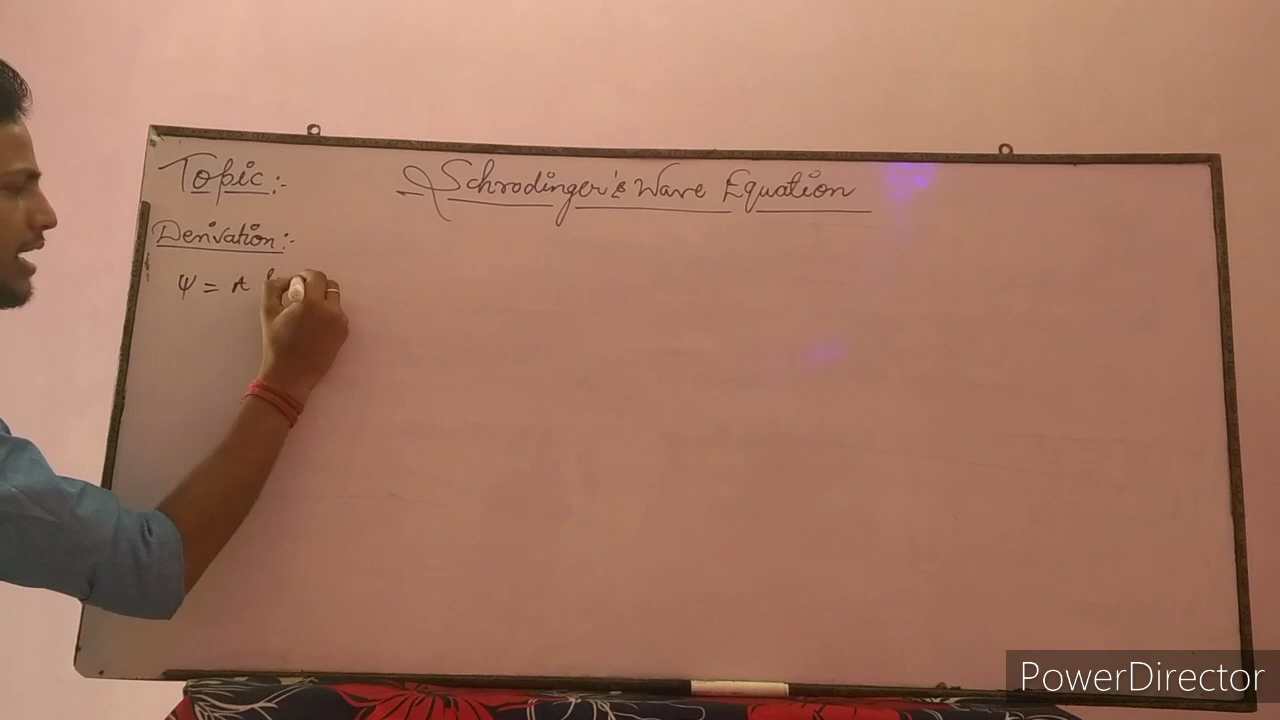 Topic:- Schrodinger's Wave Equation
Derivation:-
Ψ = A
PowerDirector